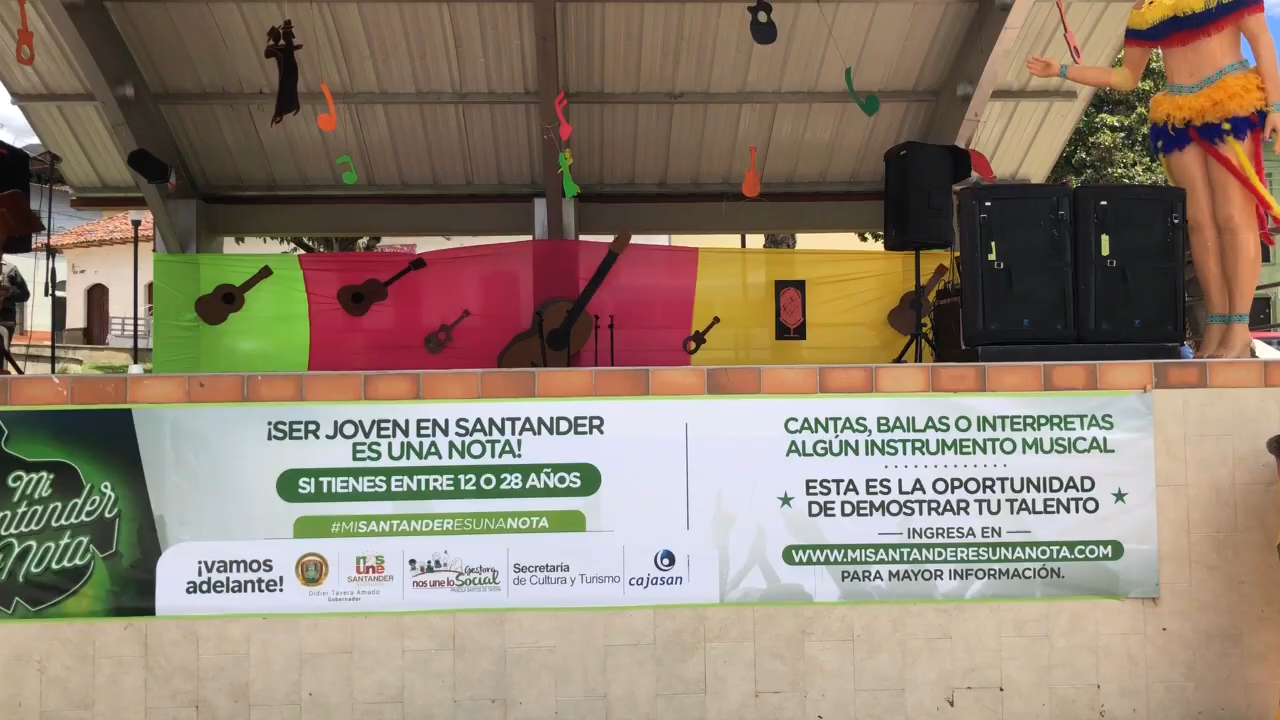 Mi
ntander
Nota
¡SER JOVEN EN SANTANDER
ES UNA NOTA!
SI TIENES ENTRE 12 O 28 AÑOS
#MISANTANDERESUNANOTA
¡vamos
adelante!
Didier Tavera Amado
Gobernador
nos
une
SANTANDER
Gestora
nos une lo Social
Secretaría
de Cultura y Turismo
cajasan
CANTAS, BAILAS O INTERPRETAS
ALGÚN INSTRUMENTO MUSICAL
ESTA ES LA OPORTUNIDAD
DE DEMOSTRAR TU TALENTO
INGRESA EN
WWW.MISANTANDERESUNANOTA.COM
PARA MAYOR INFORMACIÓN.